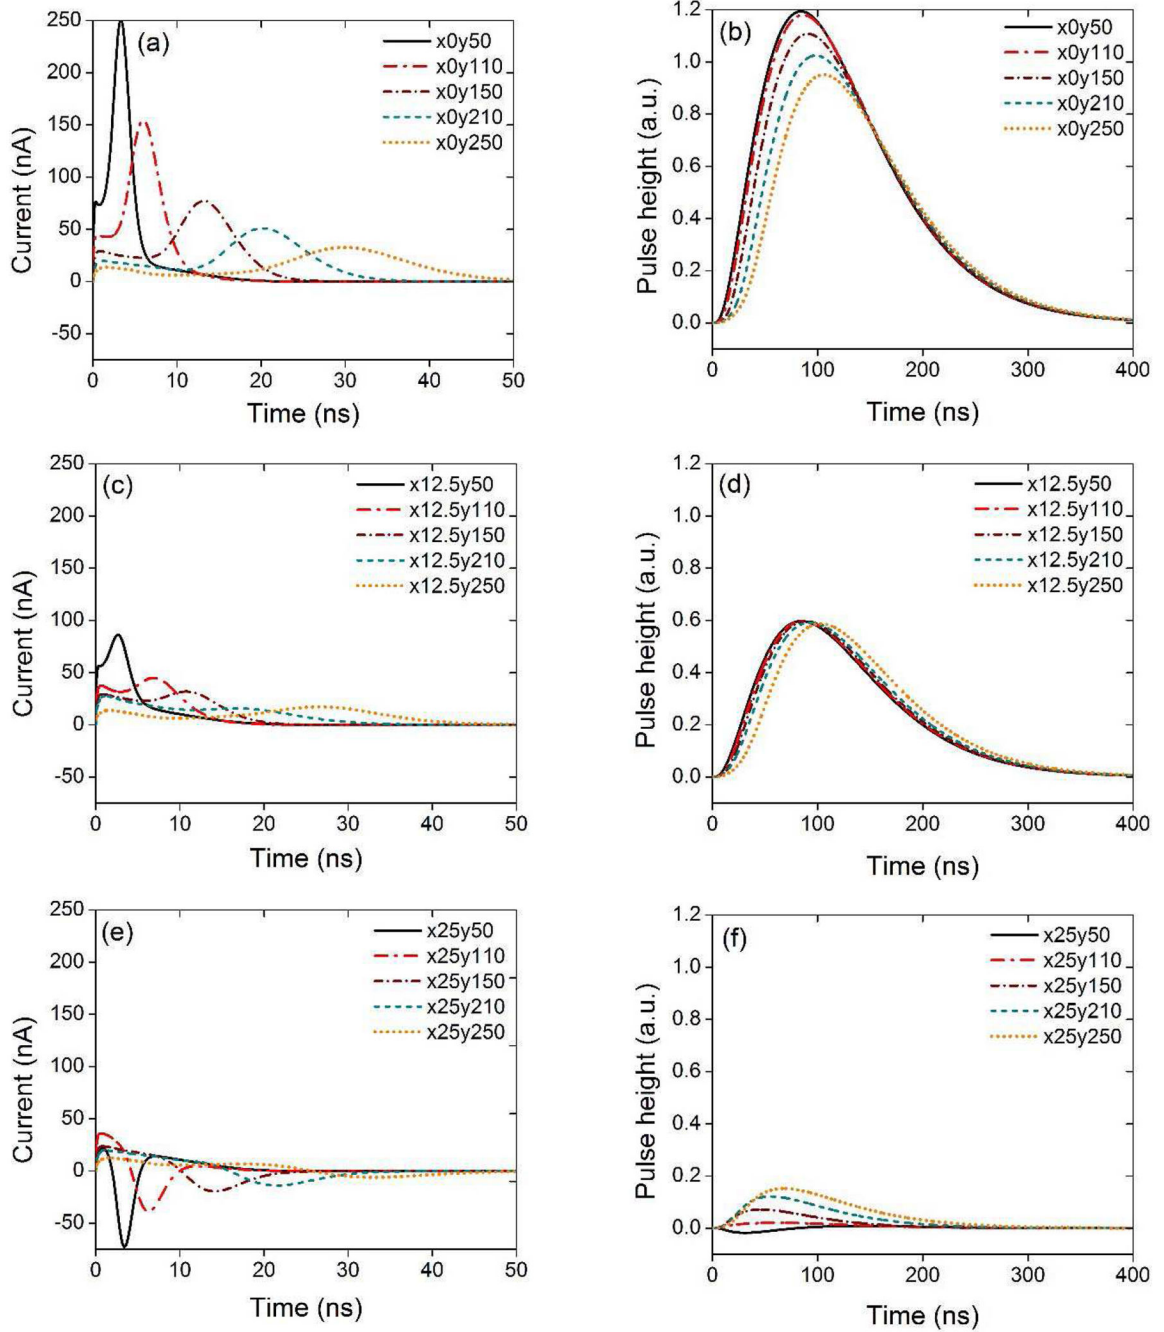 (a)
x0y50
x0y110
x0y150
x0y210
x0y250
250
200
150
100
50
0
-50
Current (nA)
0 10 20 30 40 50
Time (ns)
(b)
x0y50
x0y110
x0y150
x0y210
x0y250
1.2
1.0
0.8
0.6
0.4
0.2
0.0
Pulse height (a.u.)
0 100 200 300 400
Time (ns)
(c)
x12.5y50
x12.5y110
x12.5y150
x12.5y210
x12.5y250
250
200
150
100
50
0
-50
Current (nA)
0 10 20 30 40 50
Time (ns)
(d)
x12.5y50
x12.5y110
x12.5y150
x12.5y210
x12.5y250
1.2
1.0
0.8
0.6
0.4
0.2
0.0
Pulse height (a.u.)
0 100 200 300 400
Time (ns)
(e)
x25y50
x25y110
x25y150
x25y210
x25y250
250
200
150
100
50
0
-50
Current (nA)
0 10 20 30 40 50
Time (ns)
(f)
x25y50
x25y110
x25y150
x25y210
x25y250
1.2
1.0
0.8
0.6
0.4
0.2
0.0
Pulse height (a.u.)
0 100 200 300 400
Time (ns)